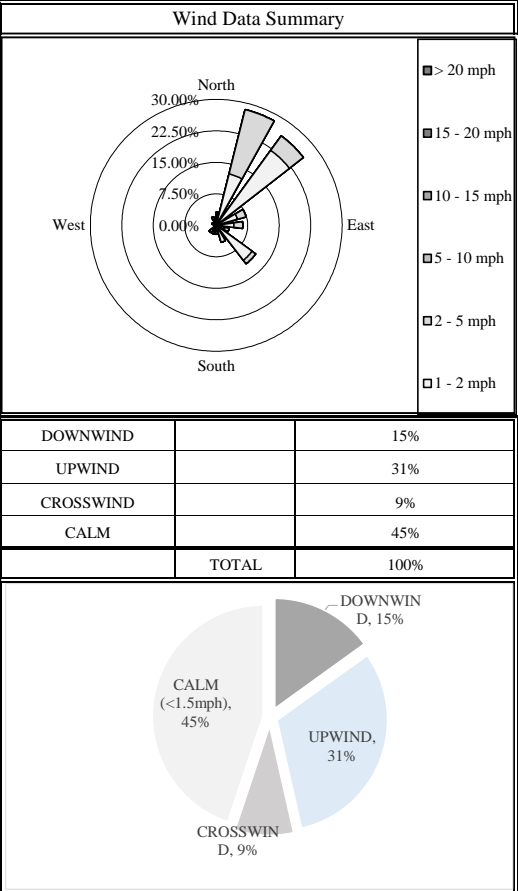 Wind Data Summary
North
30.00%
22.50%
15.00%
7.50%
0.00%
West
East
South
> 20 mph
15 - 20 mph
10 - 15 mph
5 - 10 mph
2 - 5 mph
1 - 2 mph
DOWNWIND 15%
UPWIND 31%
CROSSWIND 9%
CALM 45%
TOTAL 100%
DOWNWIN
D, 15%
CALM
(<1.5mph),
45%
UPWIND,
31%
CROSSWIN
D, 9%